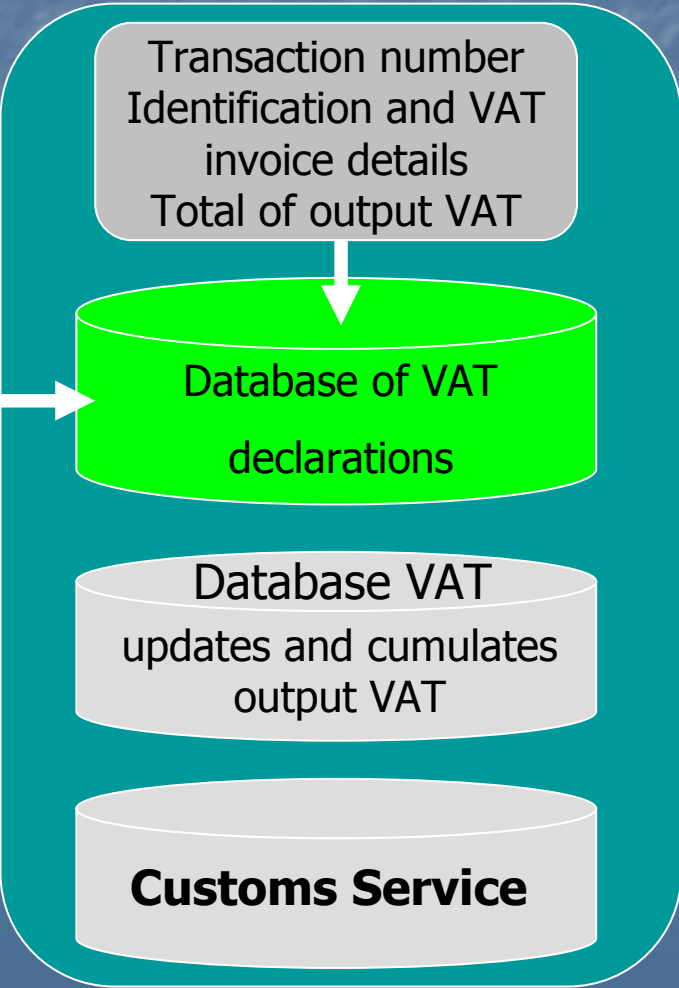 Transaction number
Identification and VAT
invoice details
Total of output VAT
Database of VAT
declarations
Database VAT
updates and cumulates
output VAT
Customs Service